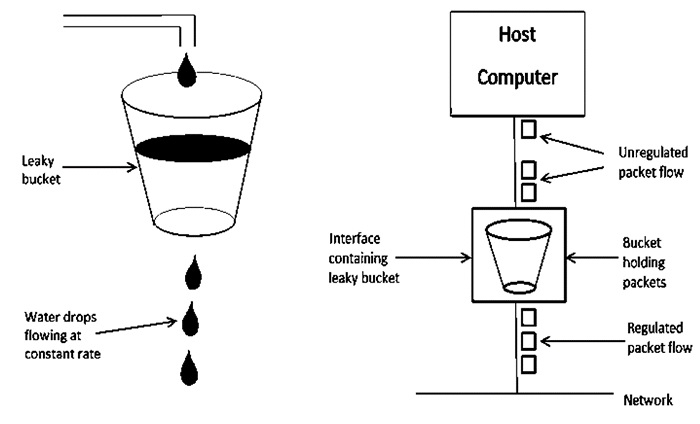 Host
Computer
Leaky
bucket
Unregulated
packet flow
Interface
containing
leaky bucket
Bucket
holding
packets
Water drops
flowing at
constant rate
Regulated
packet flow
Network